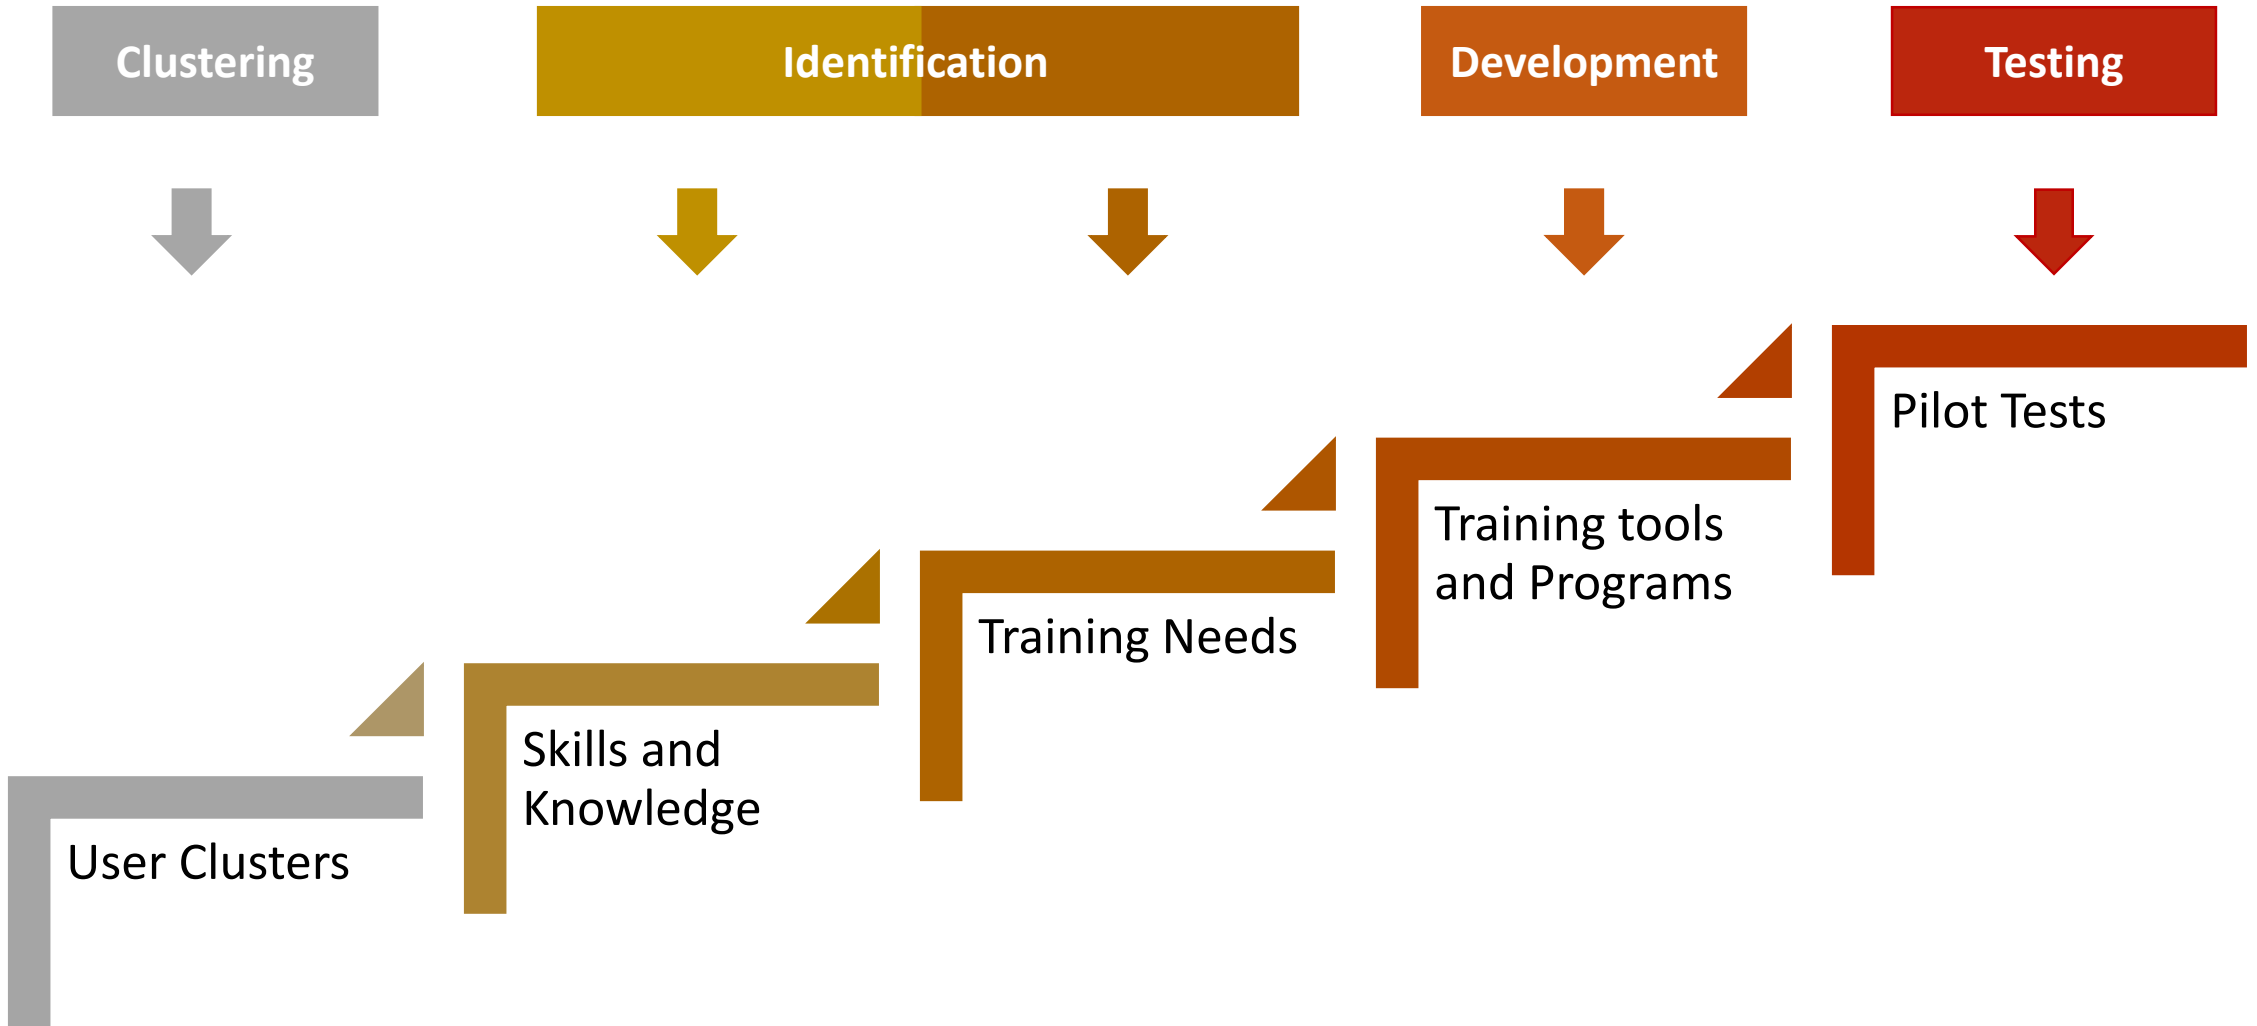 Clustering
Identification
Development
Testing
Pilot Tests
Training tools
and Programs
Training Needs
Skills and
Knowledge
User Clusters